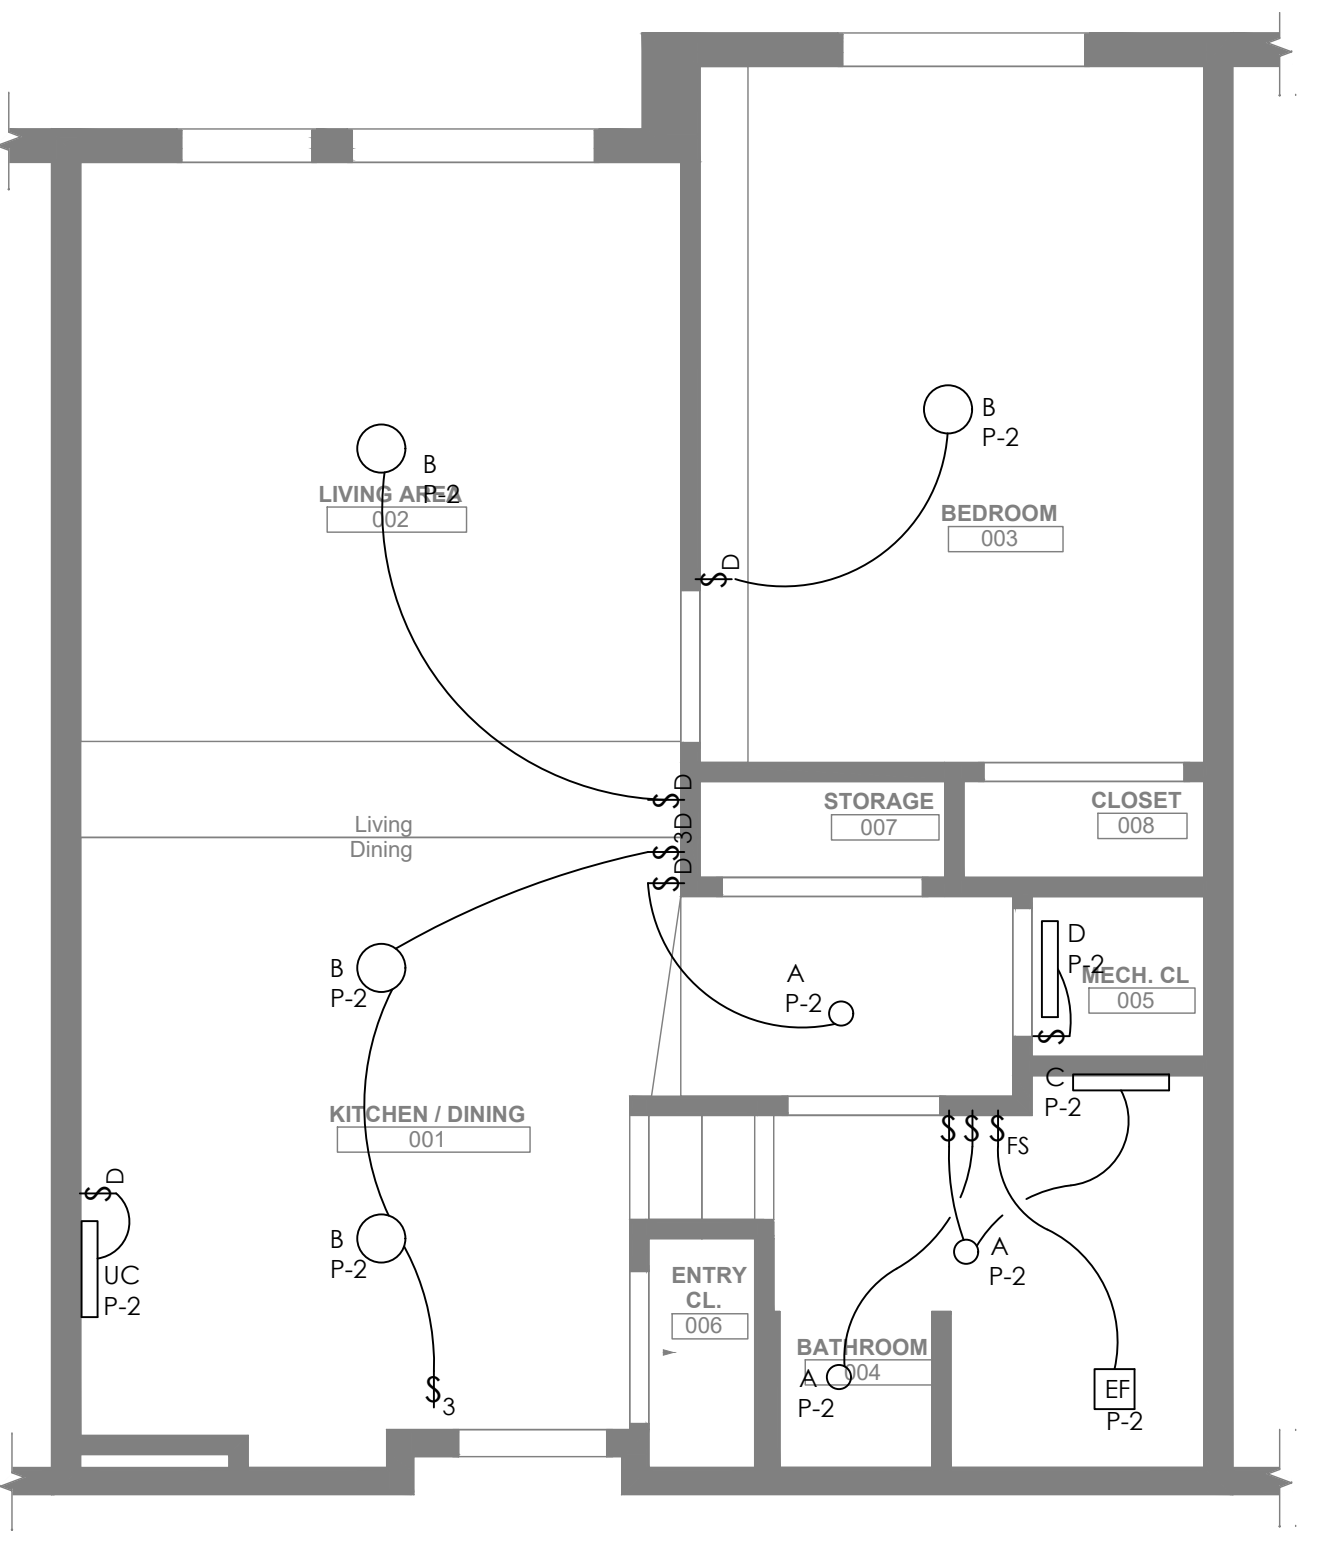 B
P-2
B
P-2
LIVING AREA
002
BEDROOM
003
$ D
$ D
STORAGE
007
CLOSET
008
Living
Dining
$ 3D
$ D
B
P-2
A
P-2
D
P-2
MECH. CL
005
$
C
P-2
KITCHEN / DINING
001
$ $ $ FS
$ D
B
P-2
A
P-2
UC
P-2
ENTRY
CL.
006
BATHROOM
004
A
P-2
EF
P-2
$ 3